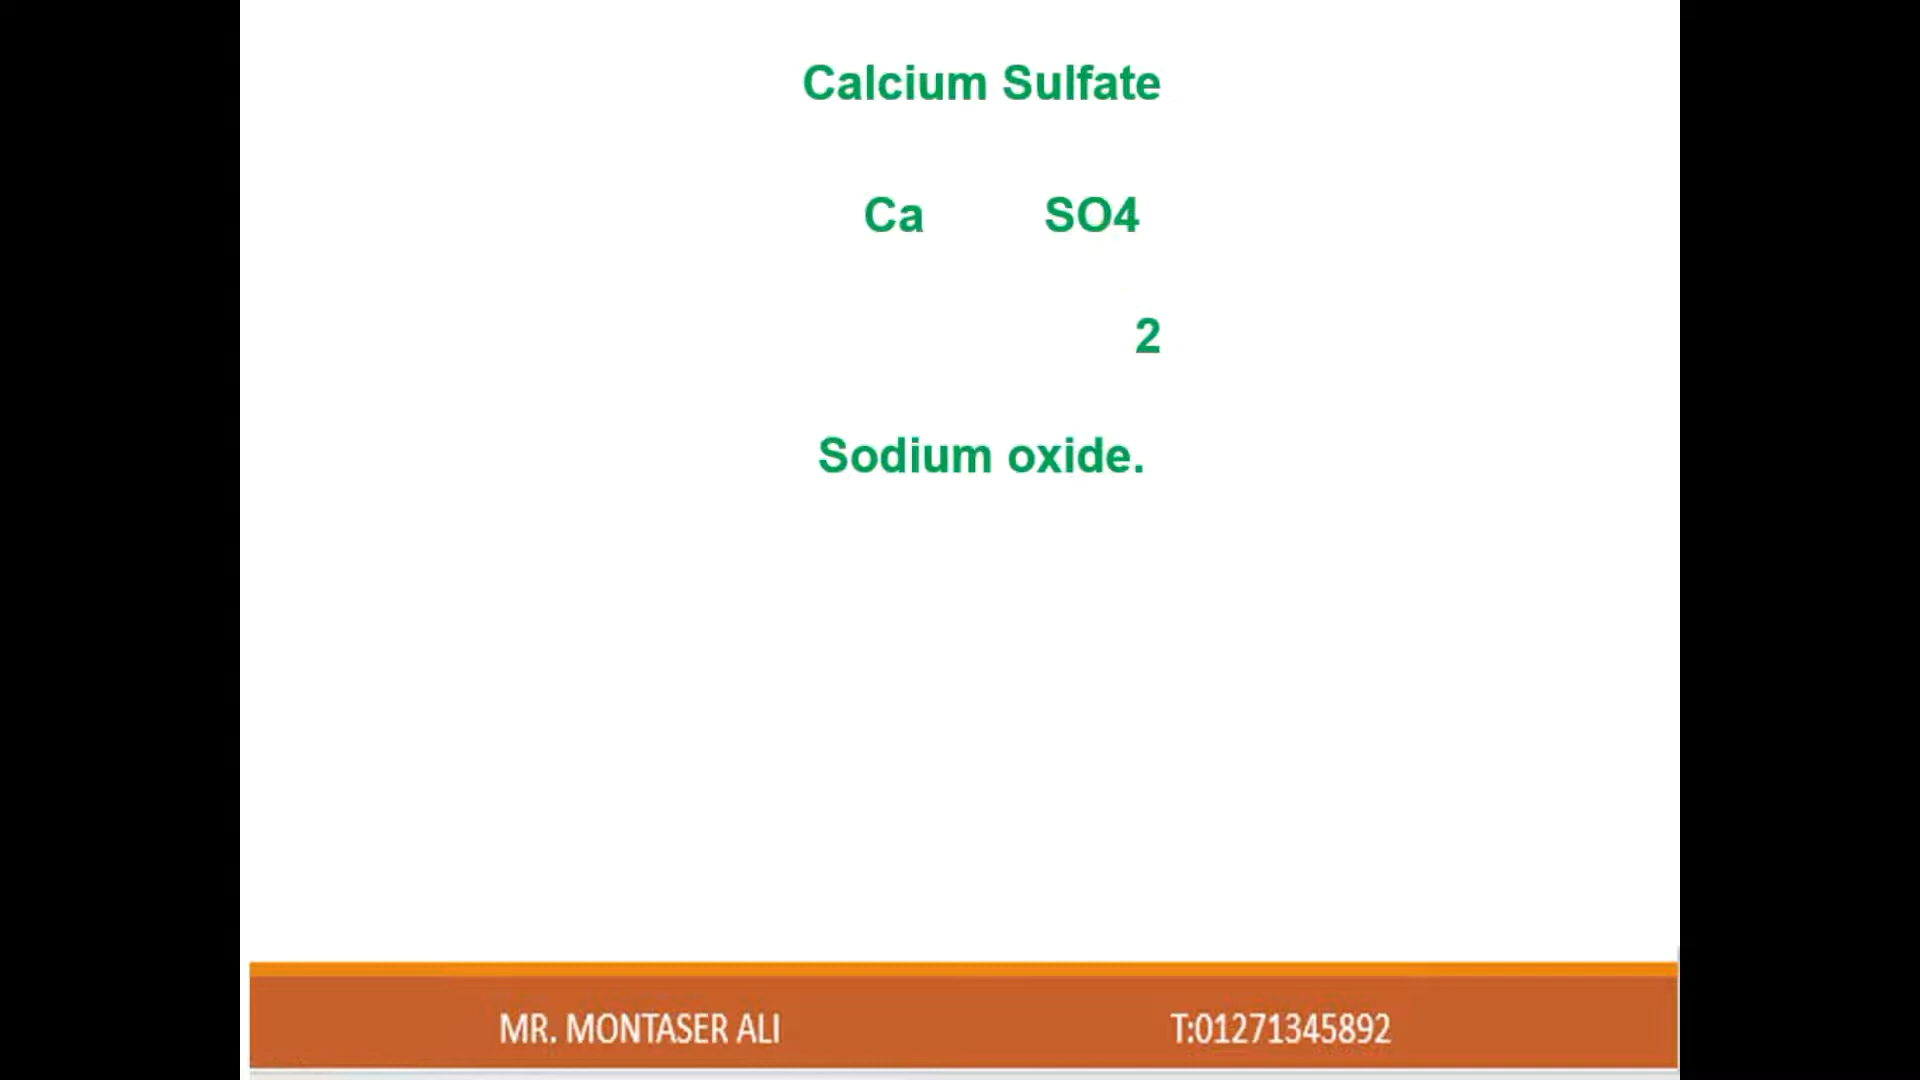 Calcium Sulfate
Ca SO4
2
Sodium oxide.
MR. MONTASER ALI T:01271345892